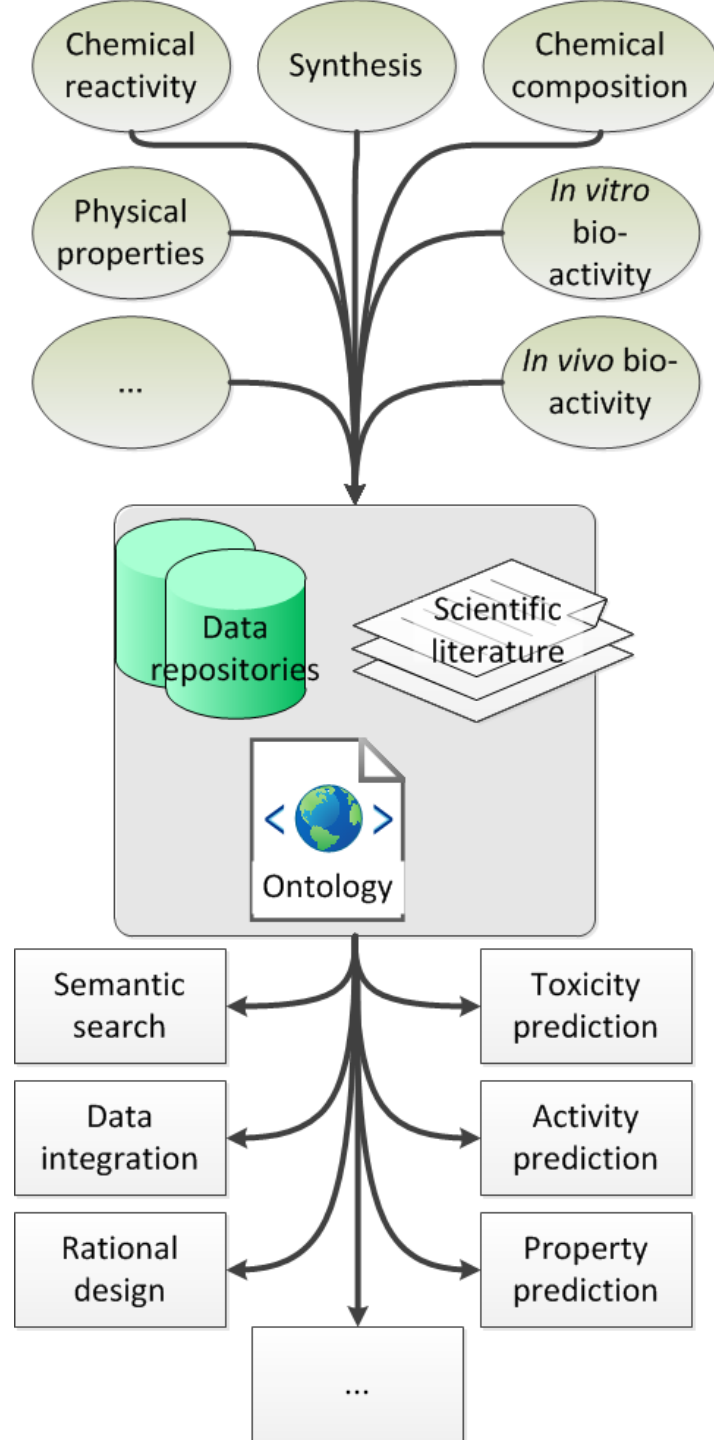 Chemical
reactivity
Synthesis
Chemical
composition
Physical
properties
In vitro
bio-
activity
...
In vivo bio-
activity
Data
repositories
Scientific
literature
< >
Ontology
Semantic
search
Toxicity
prediction
Data
integration
Activity
prediction
Rational
design
Property
prediction
...